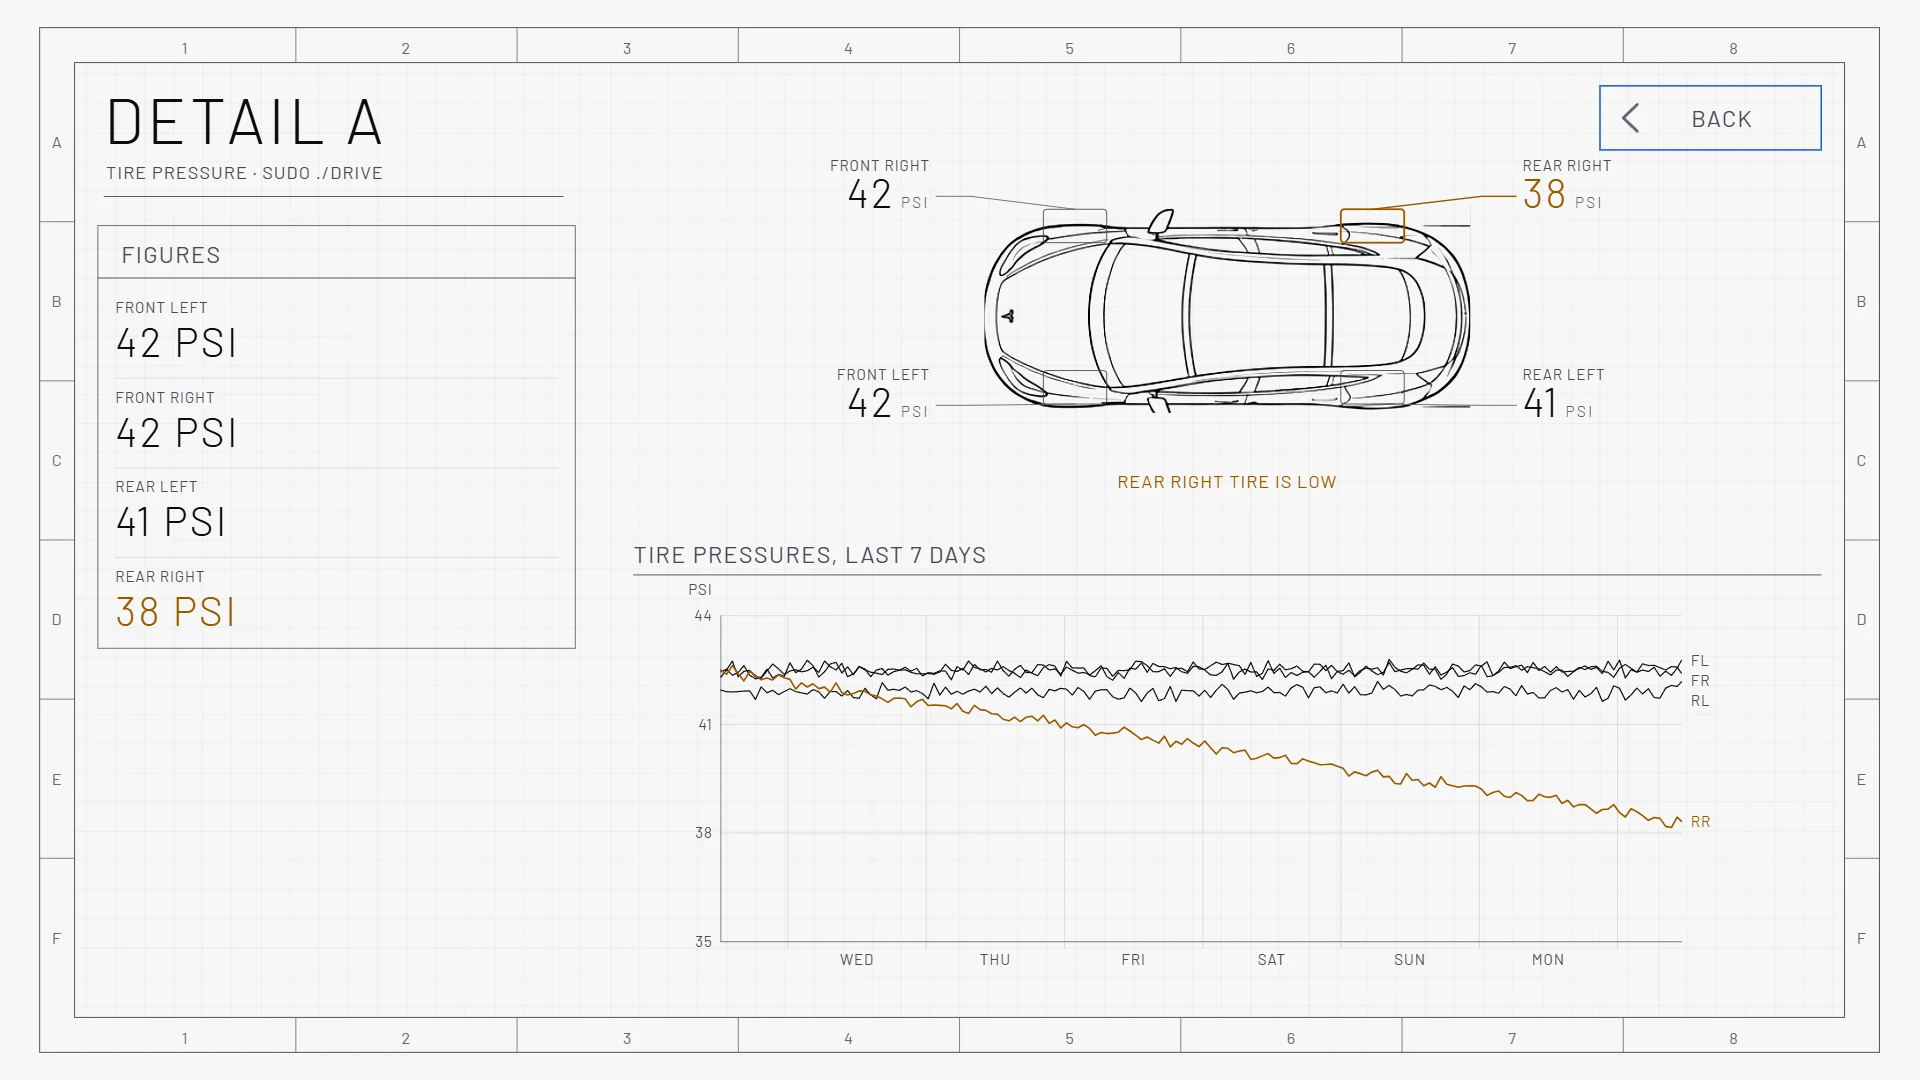 1 2 3 4 5 6 7 8
A
B
C
D
E
F
DETAIL A
TIRE PRESSURE · SUDO ./DRIVE
BACK
FIGURES
FRONT LEFT
42 PSI
FRONT RIGHT
42 PSI
REAR LEFT
41 PSI
REAR RIGHT
38 PSI
FRONT RIGHT
42 PSI
REAR RIGHT
38 PSI
FRONT LEFT
42 PSI
REAR LEFT
41 PSI
REAR RIGHT TIRE IS LOW
TIRE PRESSURES, LAST 7 DAYS
PSI
44
41
38
35
FL
FR
RL
RR
WED THU FRI SAT SUN MON
A
B
C
D
E
F
1 2 3 4 5 6 7 8